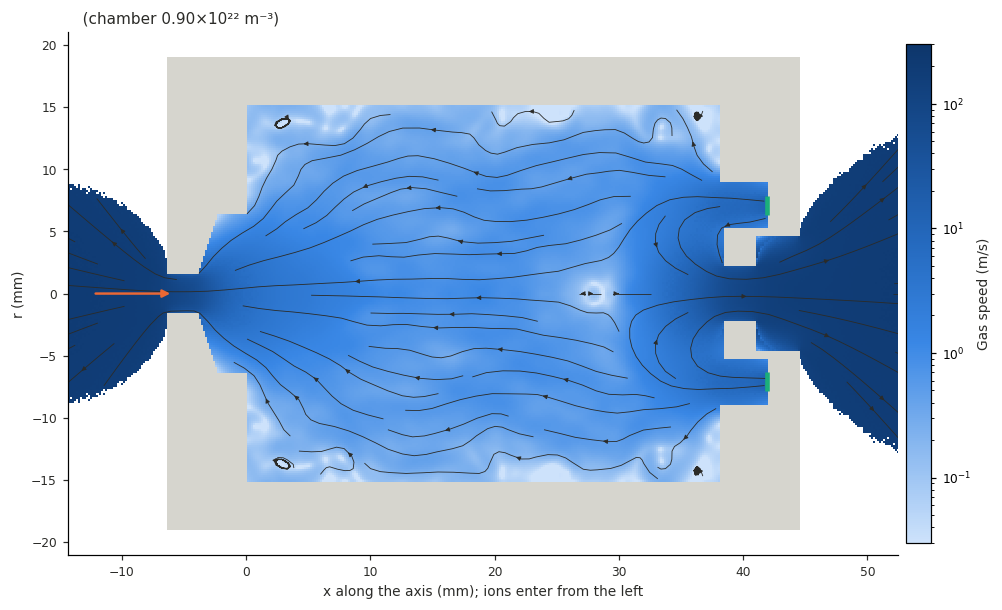 (chamber 0.90×10²² m⁻³)
20
15
10
5
0
−5
−10
−15
−20
r (mm)
−10 0 10 20 30 40 50
x along the axis (mm); ions enter from the left
10²
10¹
10⁰
10⁻¹
Gas speed (m/s)